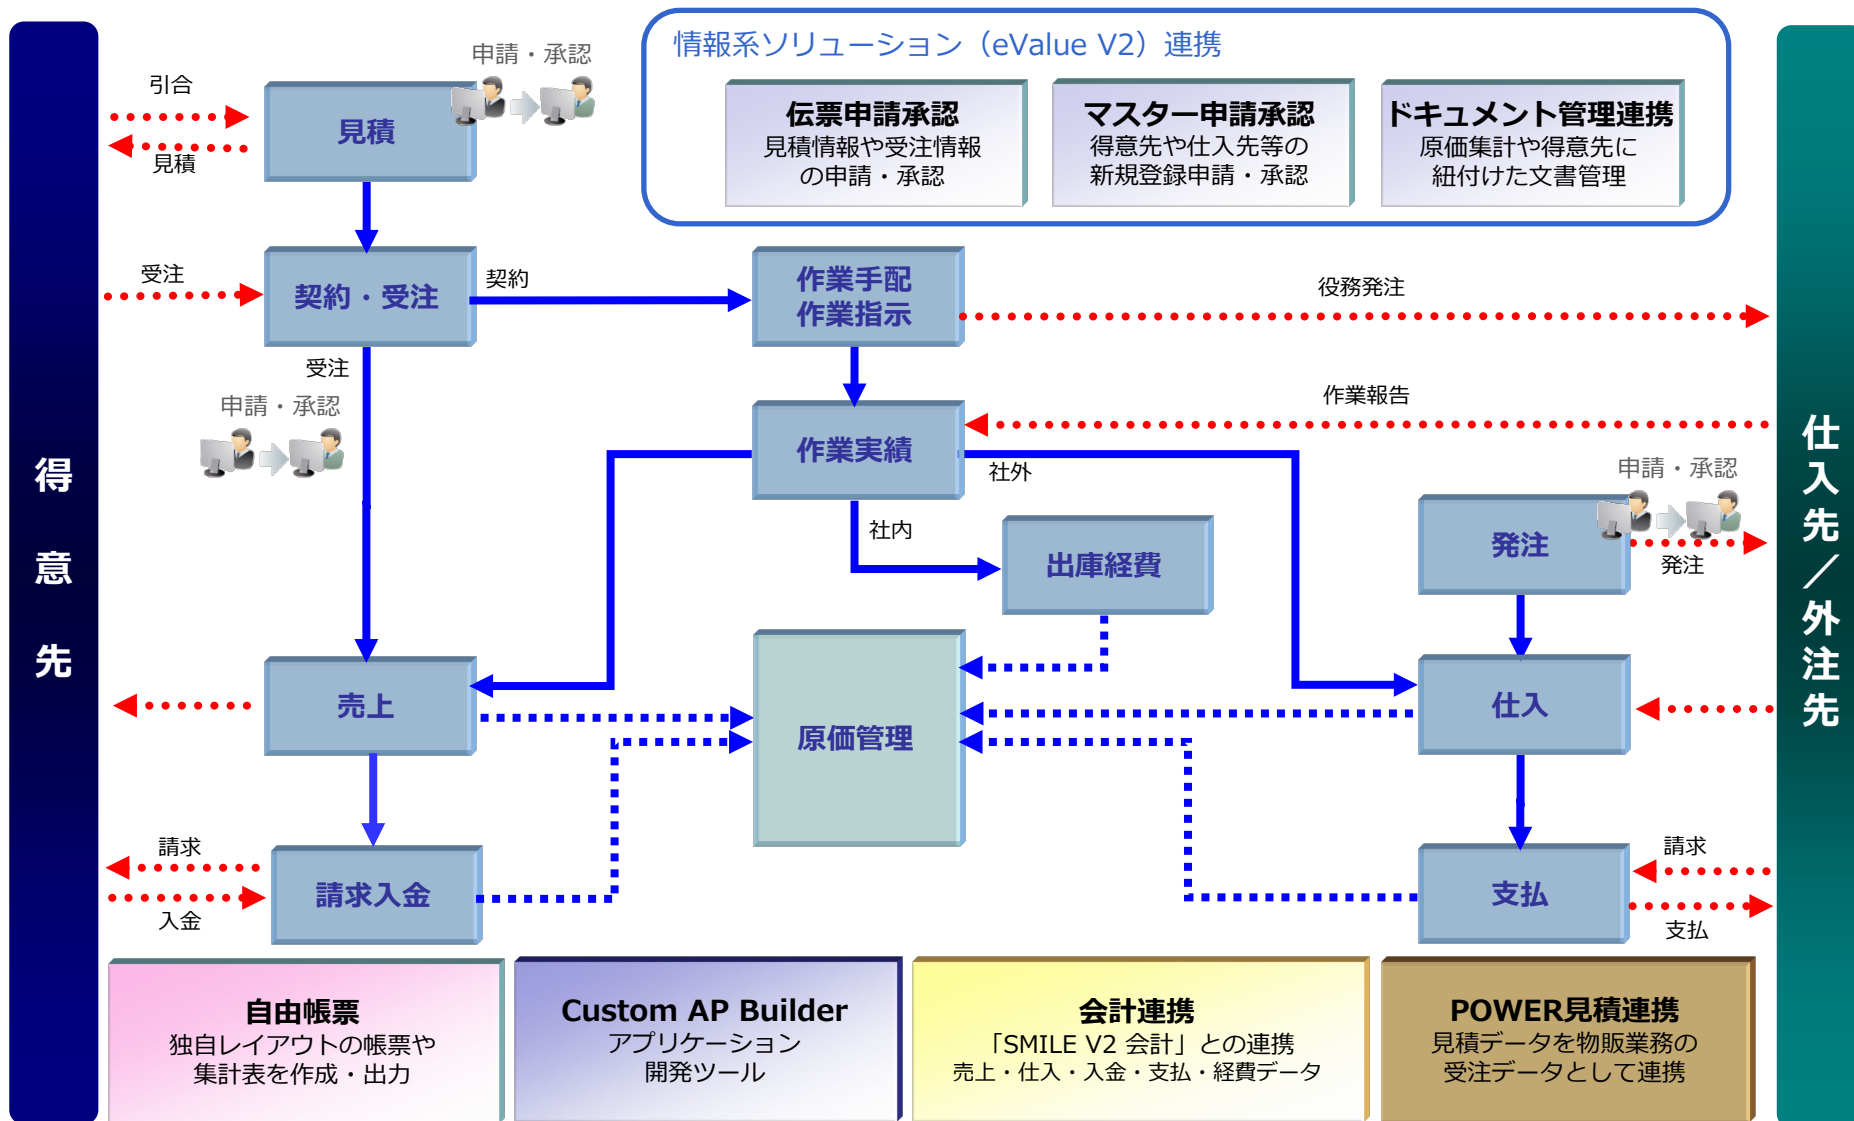 得意先
仕入先／外注先
情報系ソリューション（eValue V2）連携
伝票申請承認
見積情報や受注情報
の申請・承認
マスター申請承認
得意先や仕入先等の
新規登録申請・承認
ドキュメント管理連携
原価集計や得意先に
紐付けた文書管理
申請・承認
引合
見積
見積
受注
契約・受注
契約
作業手配
作業指示
役務発注
受注
申請・承認
作業報告
作業実績
社外
社内
申請・承認
発注
発注
出庫経費
売上
原価管理
仕入
請求
請求入金
入金
請求
支払
支払
自由帳票
独自レイアウトの帳票や
集計表を作成・出力
Custom AP Builder
アプリケーション
開発ツール
会計連携
「SMILE V2 会計」との連携
売上・仕入・入金・支払・経費データ
POWER見積連携
見積データを物販業務の
受注データとして連携